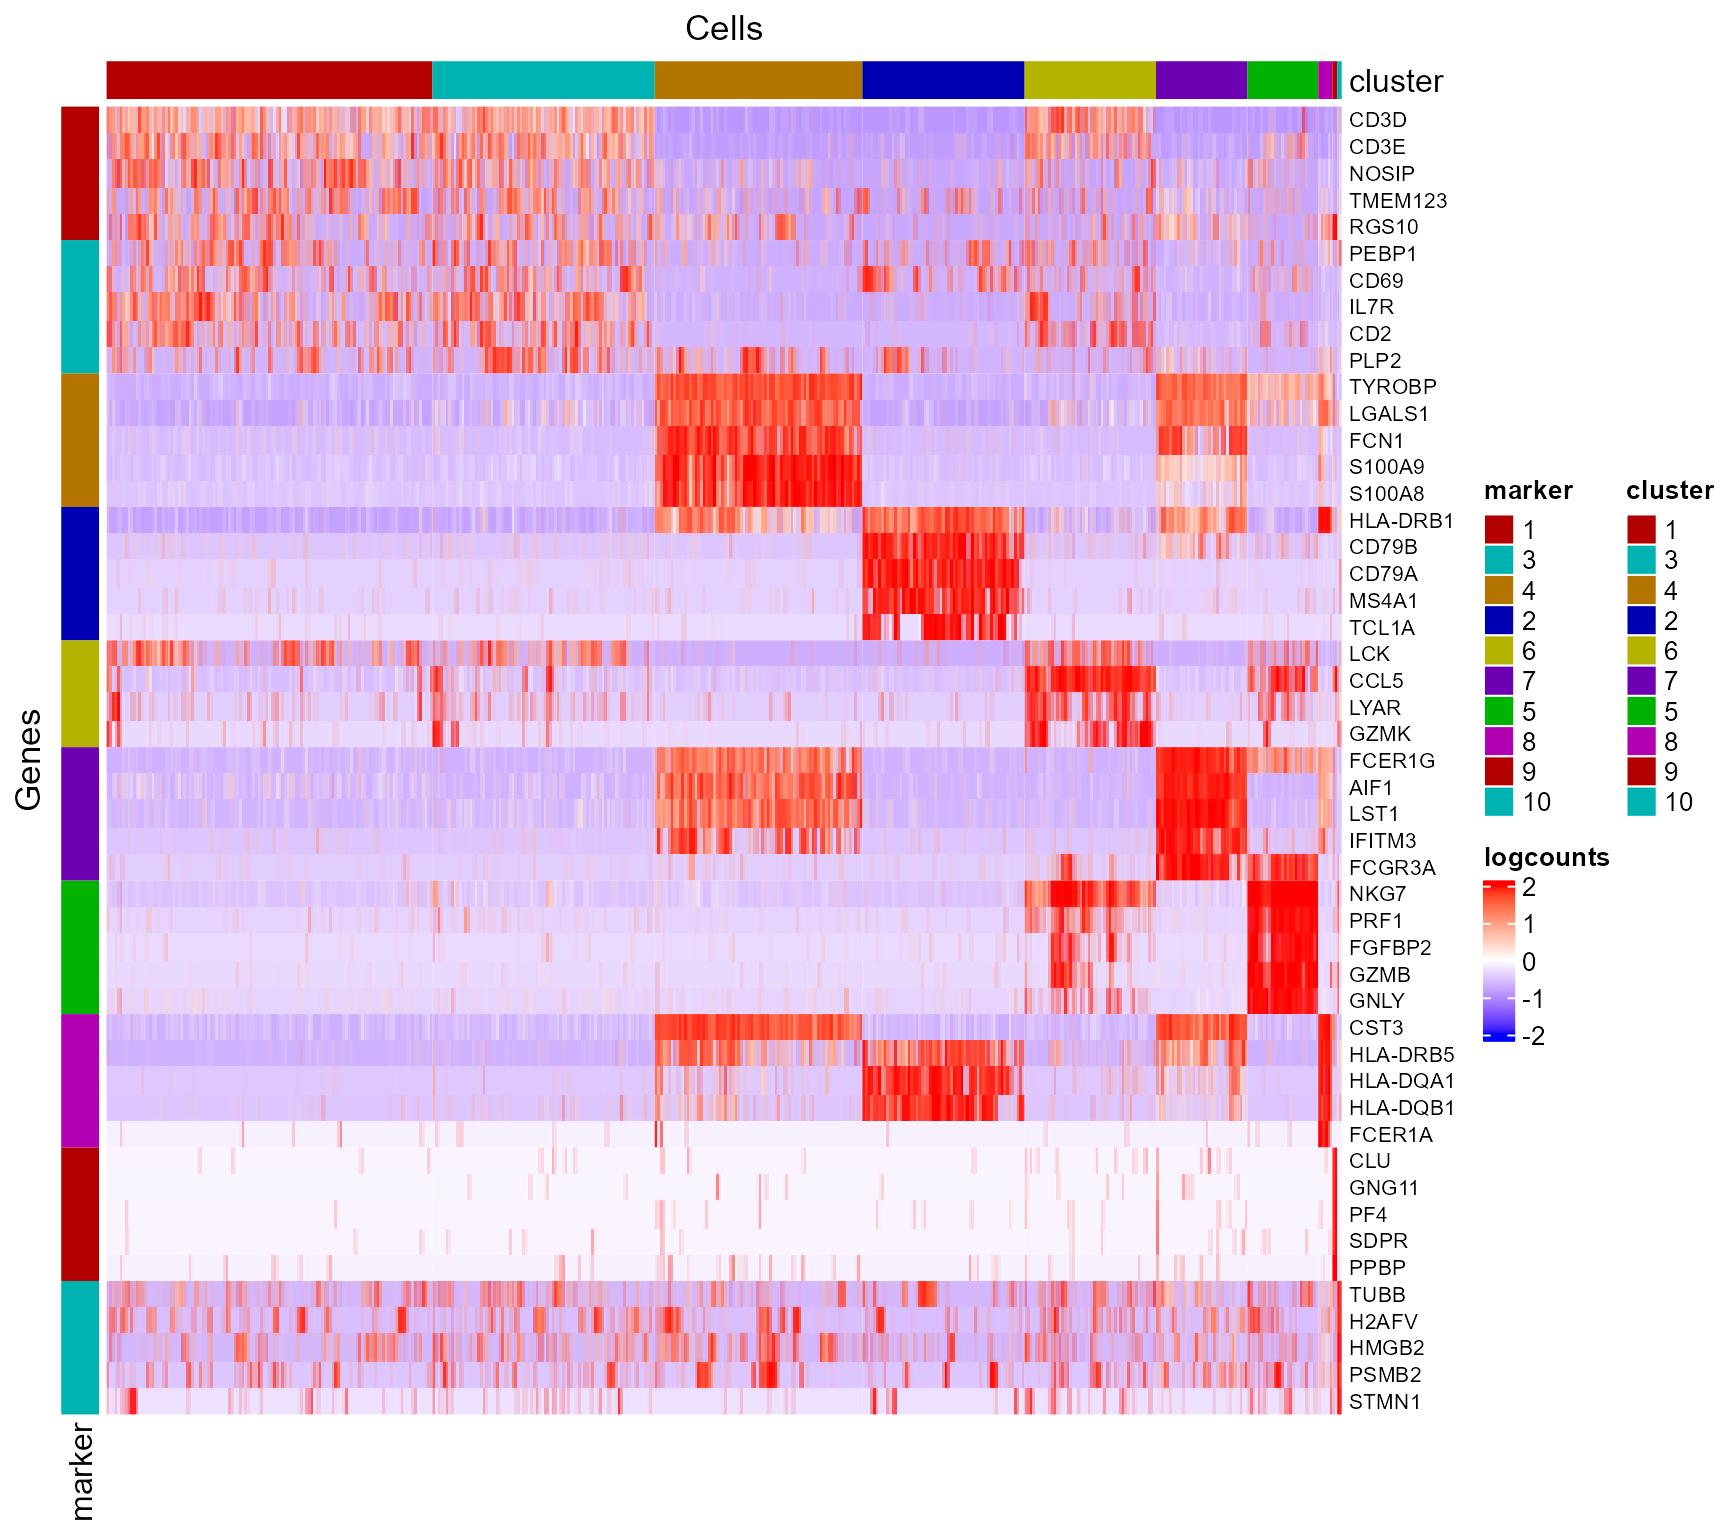 Cells
cluster
CD3D
CD3E
NOSIP
TMEM123
RGS10
PEBP1
CD69
IL7R
CD2
PLP2
TYROBP
LGALS1
FCN1
S100A9
S100A8
HLA-DRB1
CD79B
CD79A
MS4A1
TCL1A
LCK
CCL5
LYAR
GZMK
FCER1G
AIF1
LST1
IFITM3
FCGR3A
NKG7
PRF1
FGFBP2
GZMB
GNLY
CST3
HLA-DRB5
HLA-DQA1
HLA-DQB1
FCER1A
CLU
GNG11
PF4
SDPR
PPBP
TUBB
H2AFV
HMGB2
PSMB2
STMN1
Genes
marker
marker
1
3
4
2
6
7
5
8
9
10
cluster
1
3
4
2
6
7
5
8
9
10
logcounts
2
1
0
-1
-2